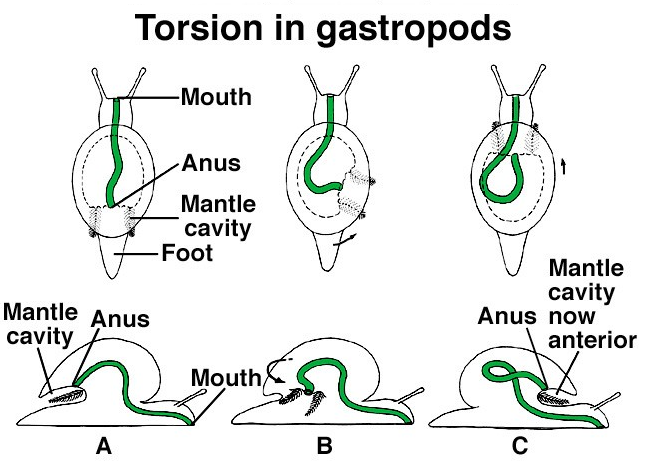 Torsion in gastropods
Mouth
Anus
Mantle
cavity
Foot
Mantle
cavity
Anus
Mouth
Mantle
cavity
now
anterior
Anus
A
B
C